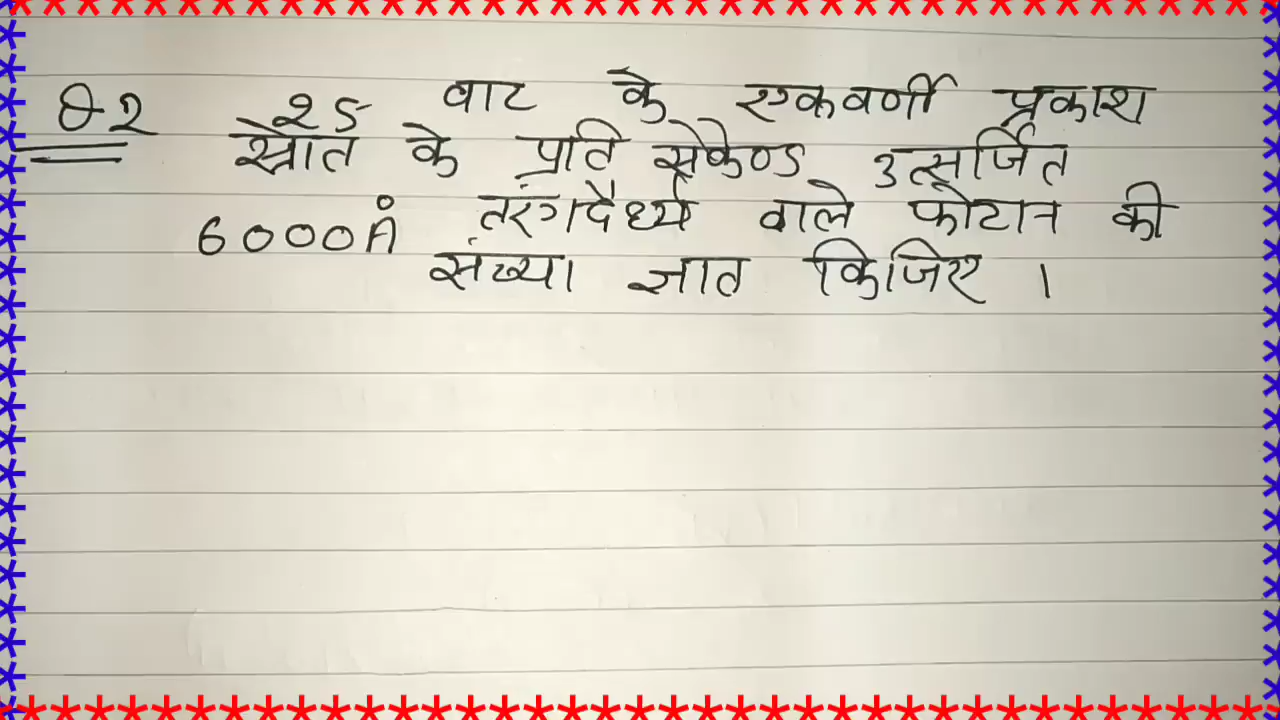 Q2 25 वाट के एकवर्णी प्रकाश
स्रोत के प्रति सेकेण्ड उत्सर्जित
6000Å तरंगदैर्ध्य वाले फोटान की
संख्या ज्ञात किजिए ।